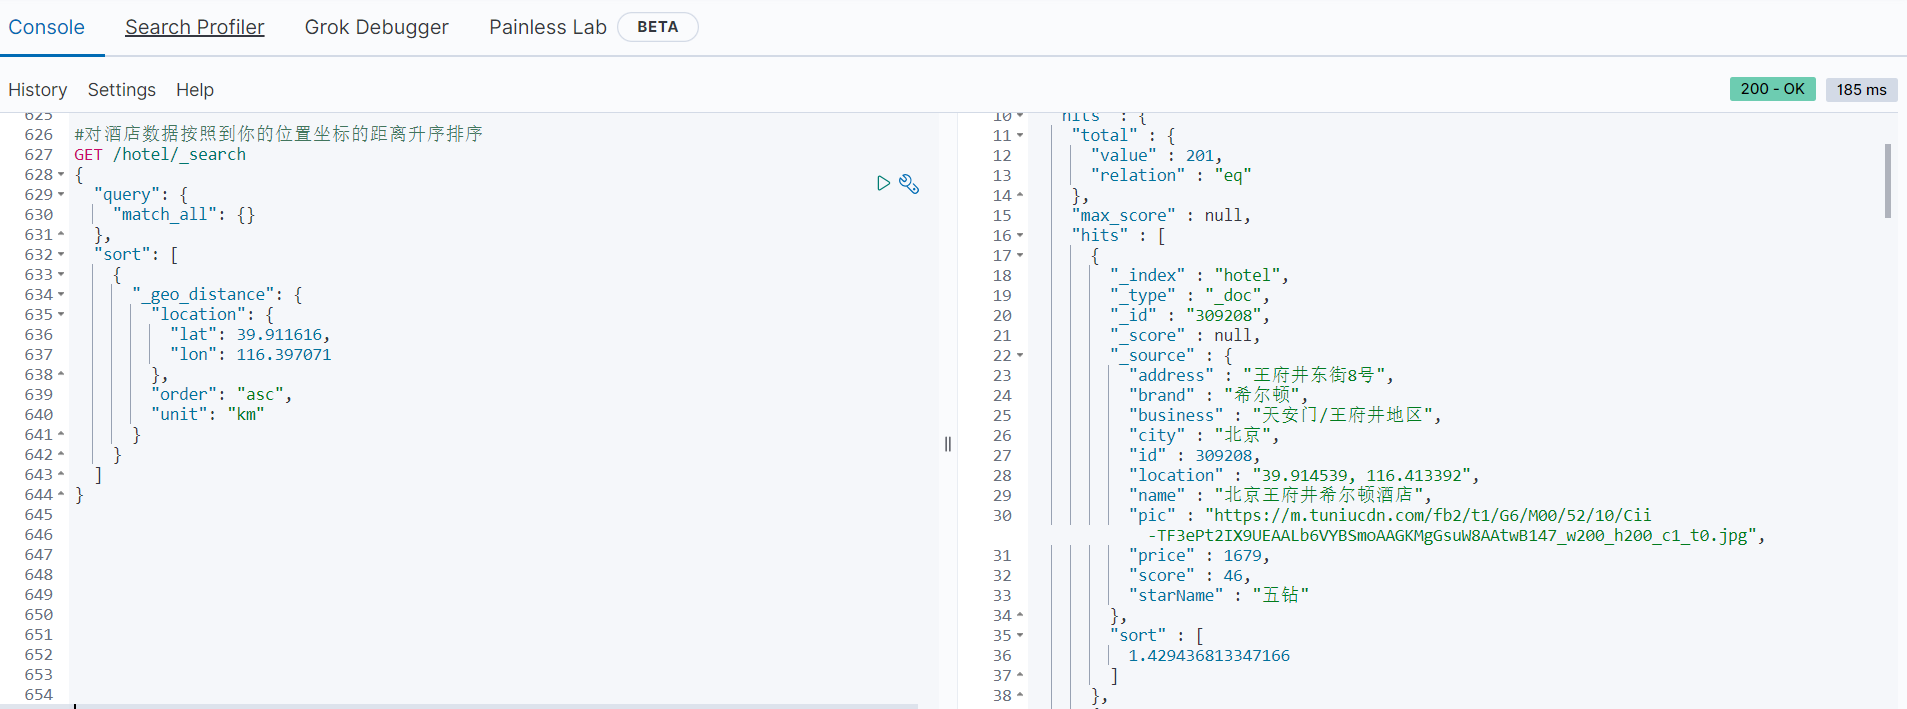 Console Search Profiler Grok Debugger Painless Lab BETA
History Settings Help
200 - OK 185 ms
625
626 #对酒店数据按照到你的位置坐标的距离升序排序
627 GET /hotel/_search
628 {
629 "query": {
630 "match_all": {}
631 },
632 "sort": [
633 {
634 "_geo_distance": {
635 "location": {
636 "lat": 39.911616,
637 "lon": 116.397071
638 },
639 "order": "asc",
640 "unit": "km"
641 }
642 }
643 ]
644 }
645
646
647
648
649
650
651
652
653
654
10 "hits" : {
11 "total" : {
12 "value" : 201,
13 "relation" : "eq"
14 },
15 "max_score" : null,
16 "hits" : [
17 {
18 "_index" : "hotel",
19 "_type" : "_doc",
20 "_id" : "309208",
21 "_score" : null,
22 "_source" : {
23 "address" : "王府井东街8号",
24 "brand" : "希尔顿",
25 "business" : "天安门/王府井地区",
26 "city" : "北京",
27 "id" : 309208,
28 "location" : "39.914539, 116.413392",
29 "name" : "北京王府井希尔顿酒店",
30 "pic" : "https://m.tuniucdn.com/fb2/t1/G6/M00/52/10/Cii
-TF3ePt2IX9UEAALb6VYBSmoAAGKMgGsuW8AAtwB147_w200_h200_c1_t0.jpg",
31 "price" : 1679,
32 "score" : 46,
33 "starName" : "五钻"
34 },
35 "sort" : [
36 1.429436813347166
37 ]
38 },